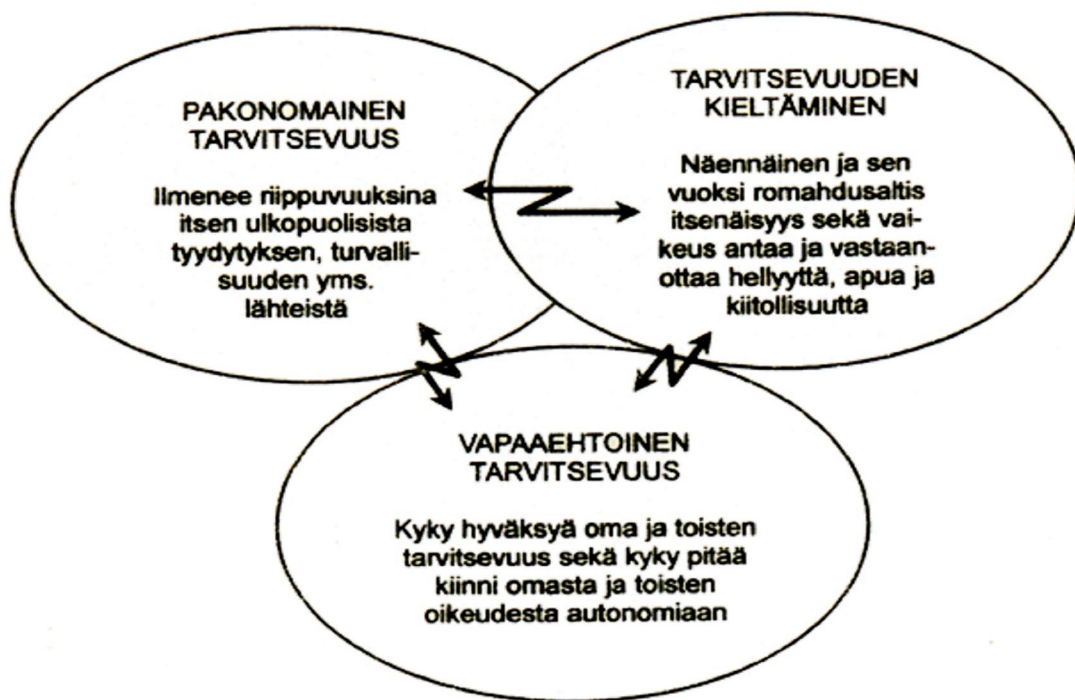 PAKONOMAINEN
TARVITSEVUUS
Ilmenee riippuvuuksina
itsen ulkopuolisista
tyydytyksen, turvalli-
suuden yms.
lähteistä
TARVITSEVUUDEN
KIELTÄMINEN
Näennäinen ja sen
vuoksi romahdusaltis
itsenäisyys sekä vai-
keus antaa ja vastaan-
ottaa hellyyttä, apua ja
kiitollisuutta
VAPAAEHTOINEN
TARVITSEVUUS
Kyky hyväksyä oma ja toisten
tarvitsevuus sekä kyky pitää
kiinni omasta ja toisten
oikeudesta autonomiaan